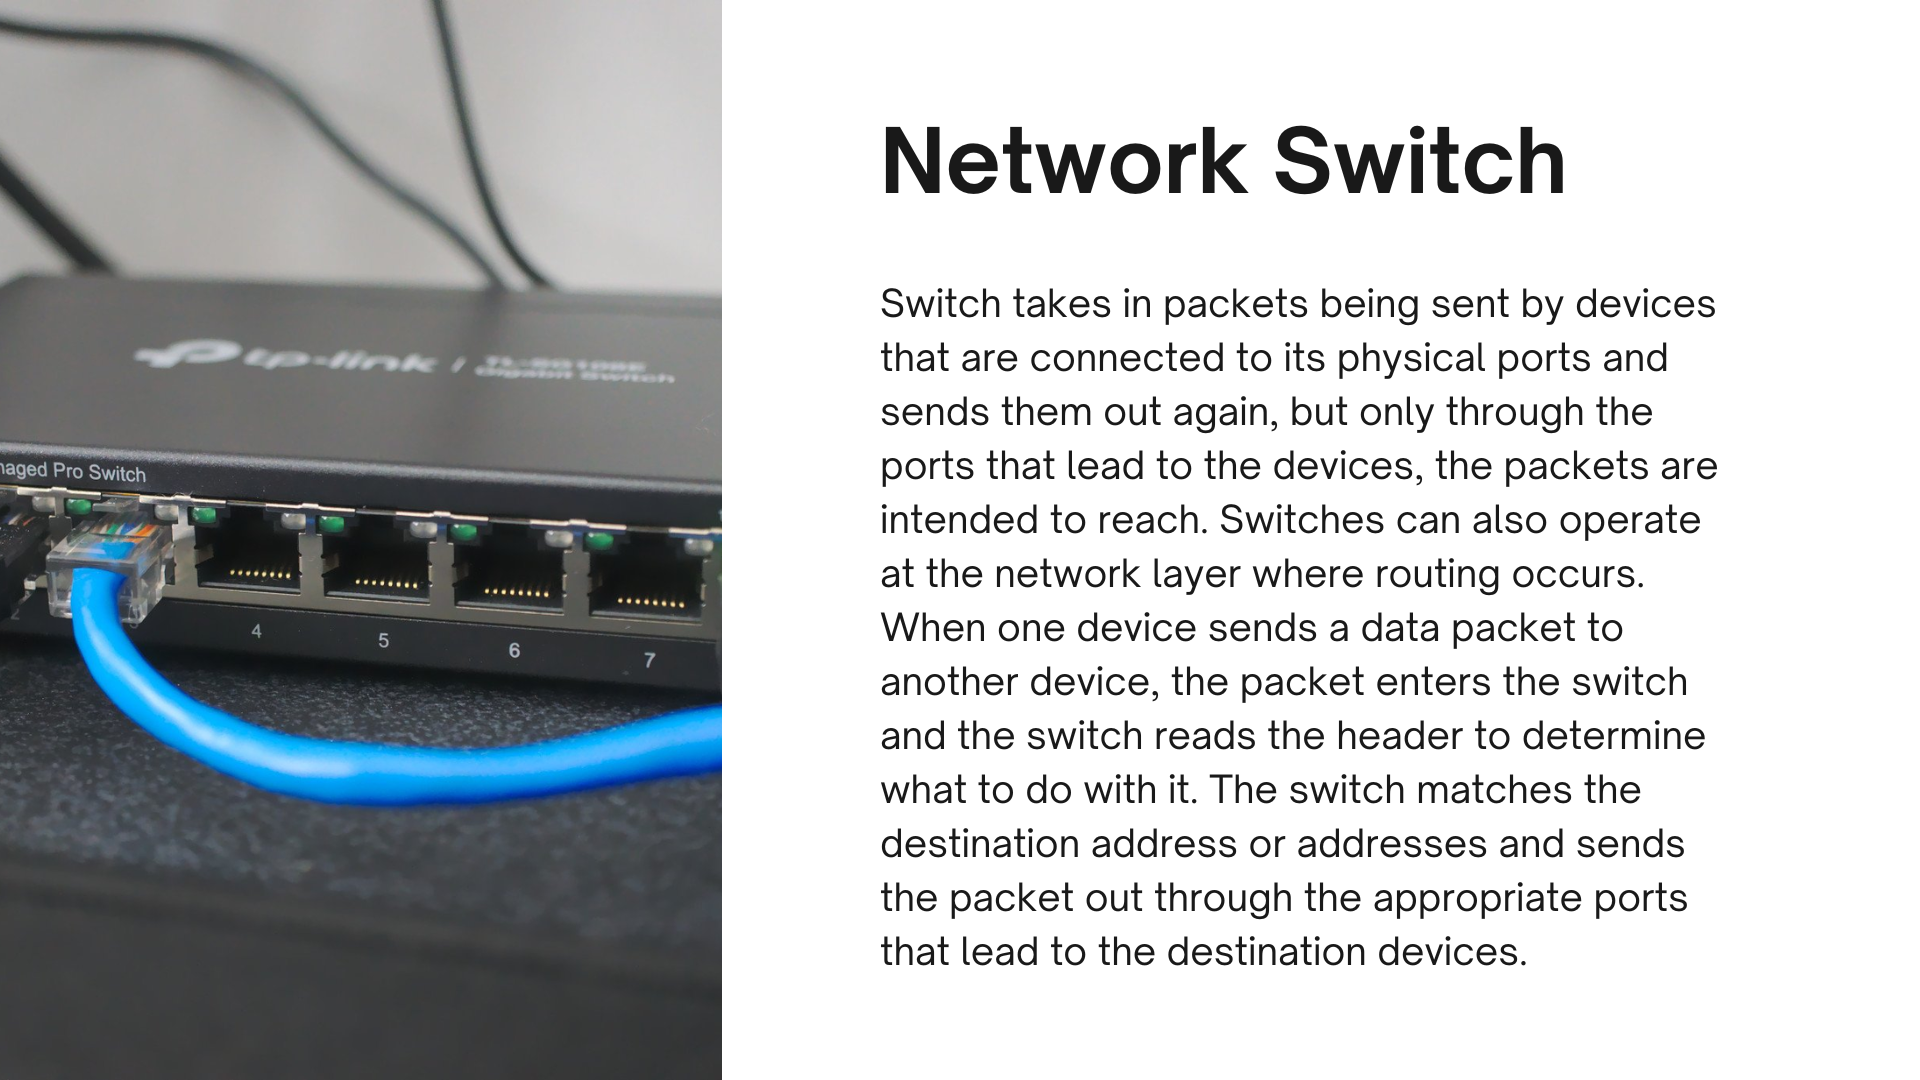 tp-link | TL-SG108E
Gigabit Switch
naged Pro Switch
4
5
6
7
Network Switch
Switch takes in packets being sent by devices
that are connected to its physical ports and
sends them out again, but only through the
ports that lead to the devices, the packets are
intended to reach. Switches can also operate
at the network layer where routing occurs.
When one device sends a data packet to
another device, the packet enters the switch
and the switch reads the header to determine
what to do with it. The switch matches the
destination address or addresses and sends
the packet out through the appropriate ports
that lead to the destination devices.